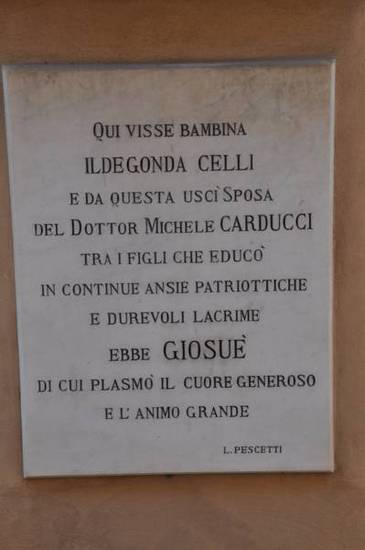 QUI VISSE BAMBINA
ILDEGONDA CELLI
E DA QUESTA USCÌ SPOSA
DEL DOTTOR MICHELE CARDUCCI
TRA I FIGLI CHE EDUCÒ
IN CONTINUE ANSIE PATRIOTTICHE
E DUREVOLI LACRIME
EBBE GIOSUÈ
DI CUI PLASMÒ IL CUORE GENEROSO
E L'ANIMO GRANDE
L. PESCETTI